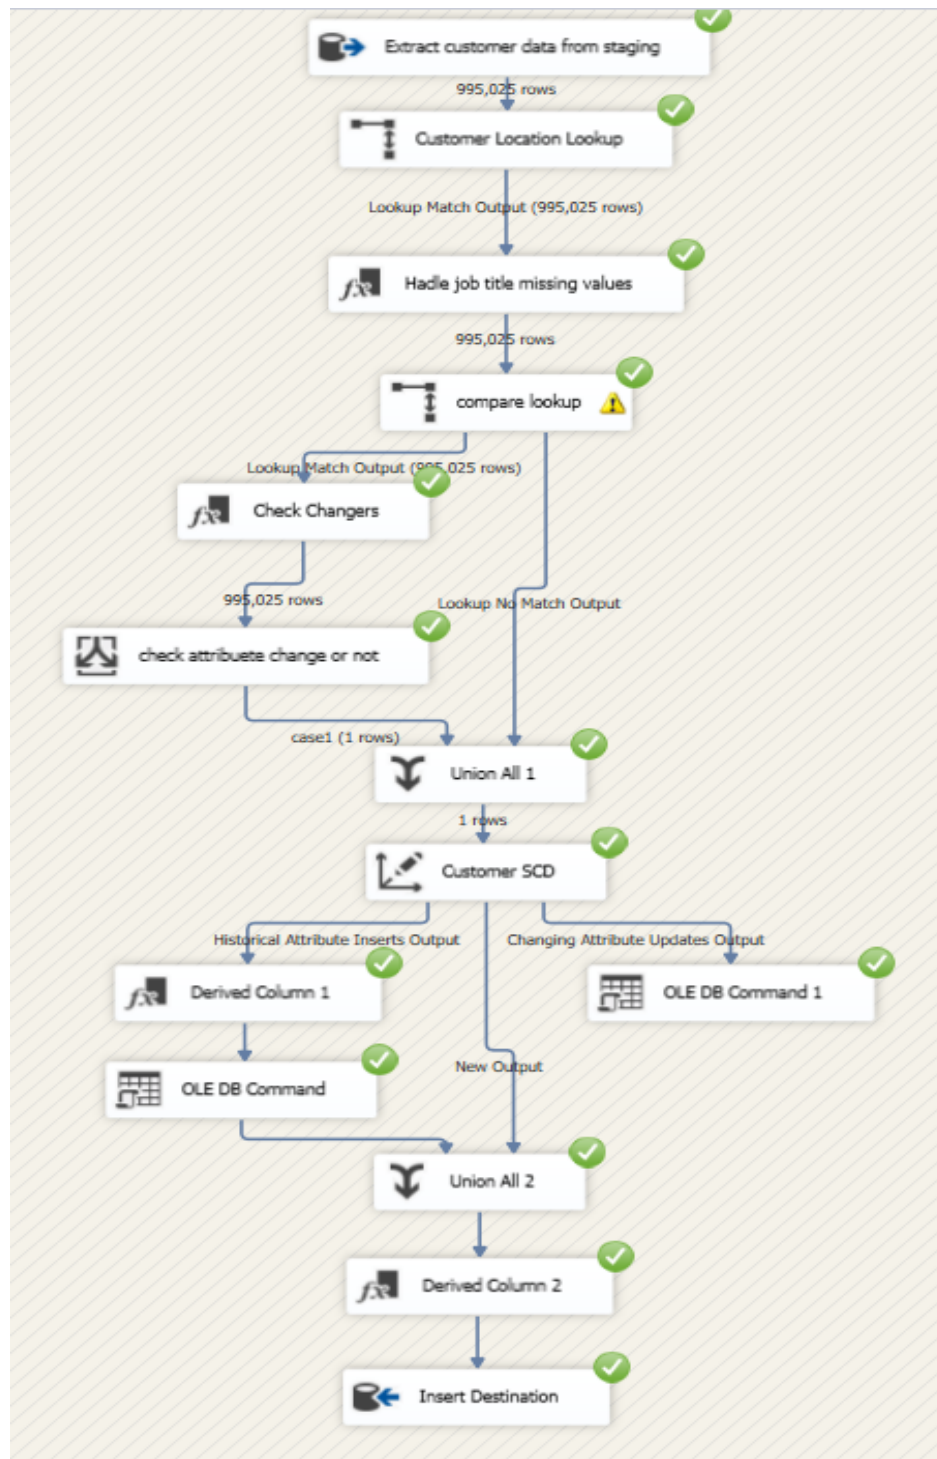 Extract customer data from staging
995,025 rows
Customer Location Lookup
Lookup Match Output (995,025 rows)
Hadle job title missing values
995,025 rows
compare lookup
Lookup Match Output (995,025 rows)
Check Changers
995,025 rows
Lookup No Match Output
check attribuete change or not
case1 (1 rows)
Union All 1
1 rows
Customer SCD
Historical Attribute Inserts Output
Changing Attribute Updates Output
Derived Column 1
OLE DB Command 1
New Output
OLE DB Command
Union All 2
Derived Column 2
Insert Destination